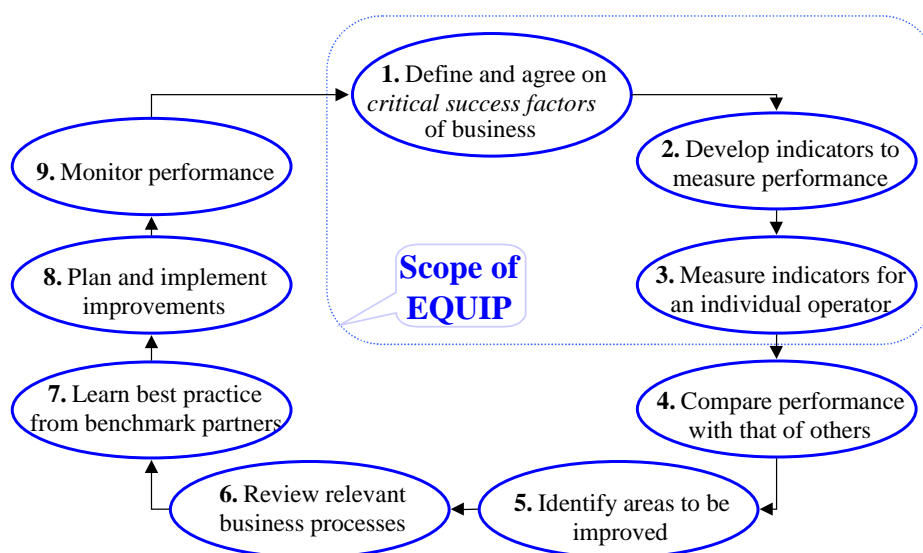 1. Define and agree on
critical success factors
of business
2. Develop indicators to
measure performance
3. Measure indicators for
an individual operator
4. Compare performance
with that of others
5. Identify areas to be
improved
6. Review relevant
business processes
7. Learn best practice
from benchmark partners
8. Plan and implement
improvements
9. Monitor performance
Scope of
EQUIP